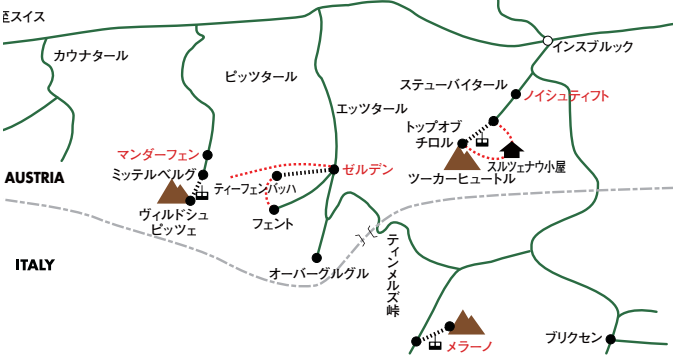 至スイス
カウナタール
ピッツタール
エッツタール
インスブルック
ステューバイタール
ノイシュティフト
トップオブ
チロル
スルツェナウ小屋
ツーカーヒュートル
マンダーフェン
ミッテルベルグ
ゼルデン
ティーフェンバッハ
AUSTRIA
ヴィルドシュ
ピッツェ
フェント
ITALY
オーバーグルグル
ティンメルズ峠
ブリクセン
メラーノ